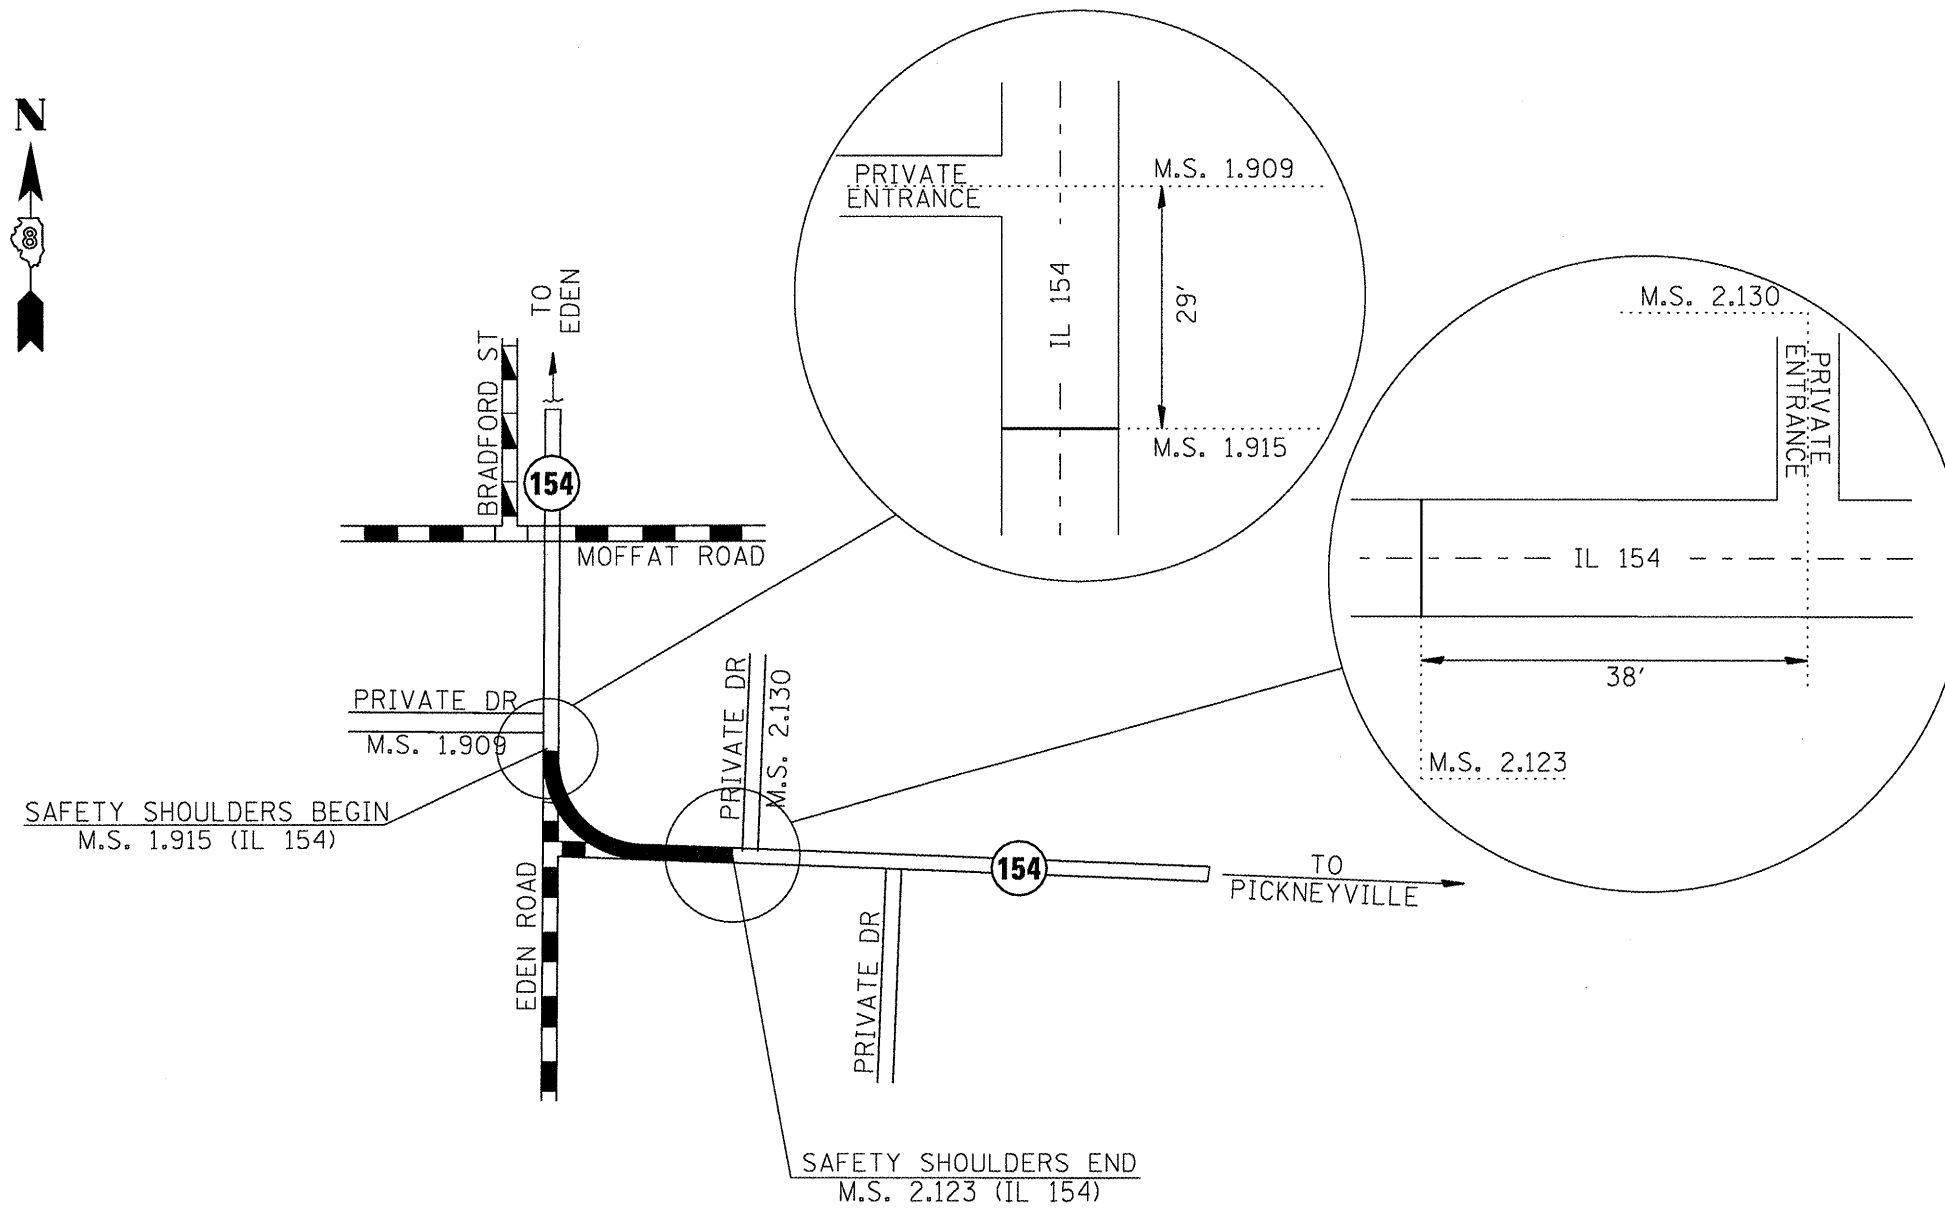 N
8
TO
EDEN
BRADFORD ST
154
MOFFAT ROAD
PRIVATE DR
M.S. 1.909
SAFETY SHOULDERS BEGIN
M.S. 1.915 (IL 154)
EDEN ROAD
PRIVATE DR
M.S. 2.130
154
TO
PICKNEYVILLE
PRIVATE DR
SAFETY SHOULDERS END
M.S. 2.123 (IL 154)
PRIVATE
ENTRANCE
M.S. 1.909
IL 154
29'
M.S. 1.915
M.S. 2.130
PRIVATE
ENTRANCE
IL 154
38'
M.S. 2.123